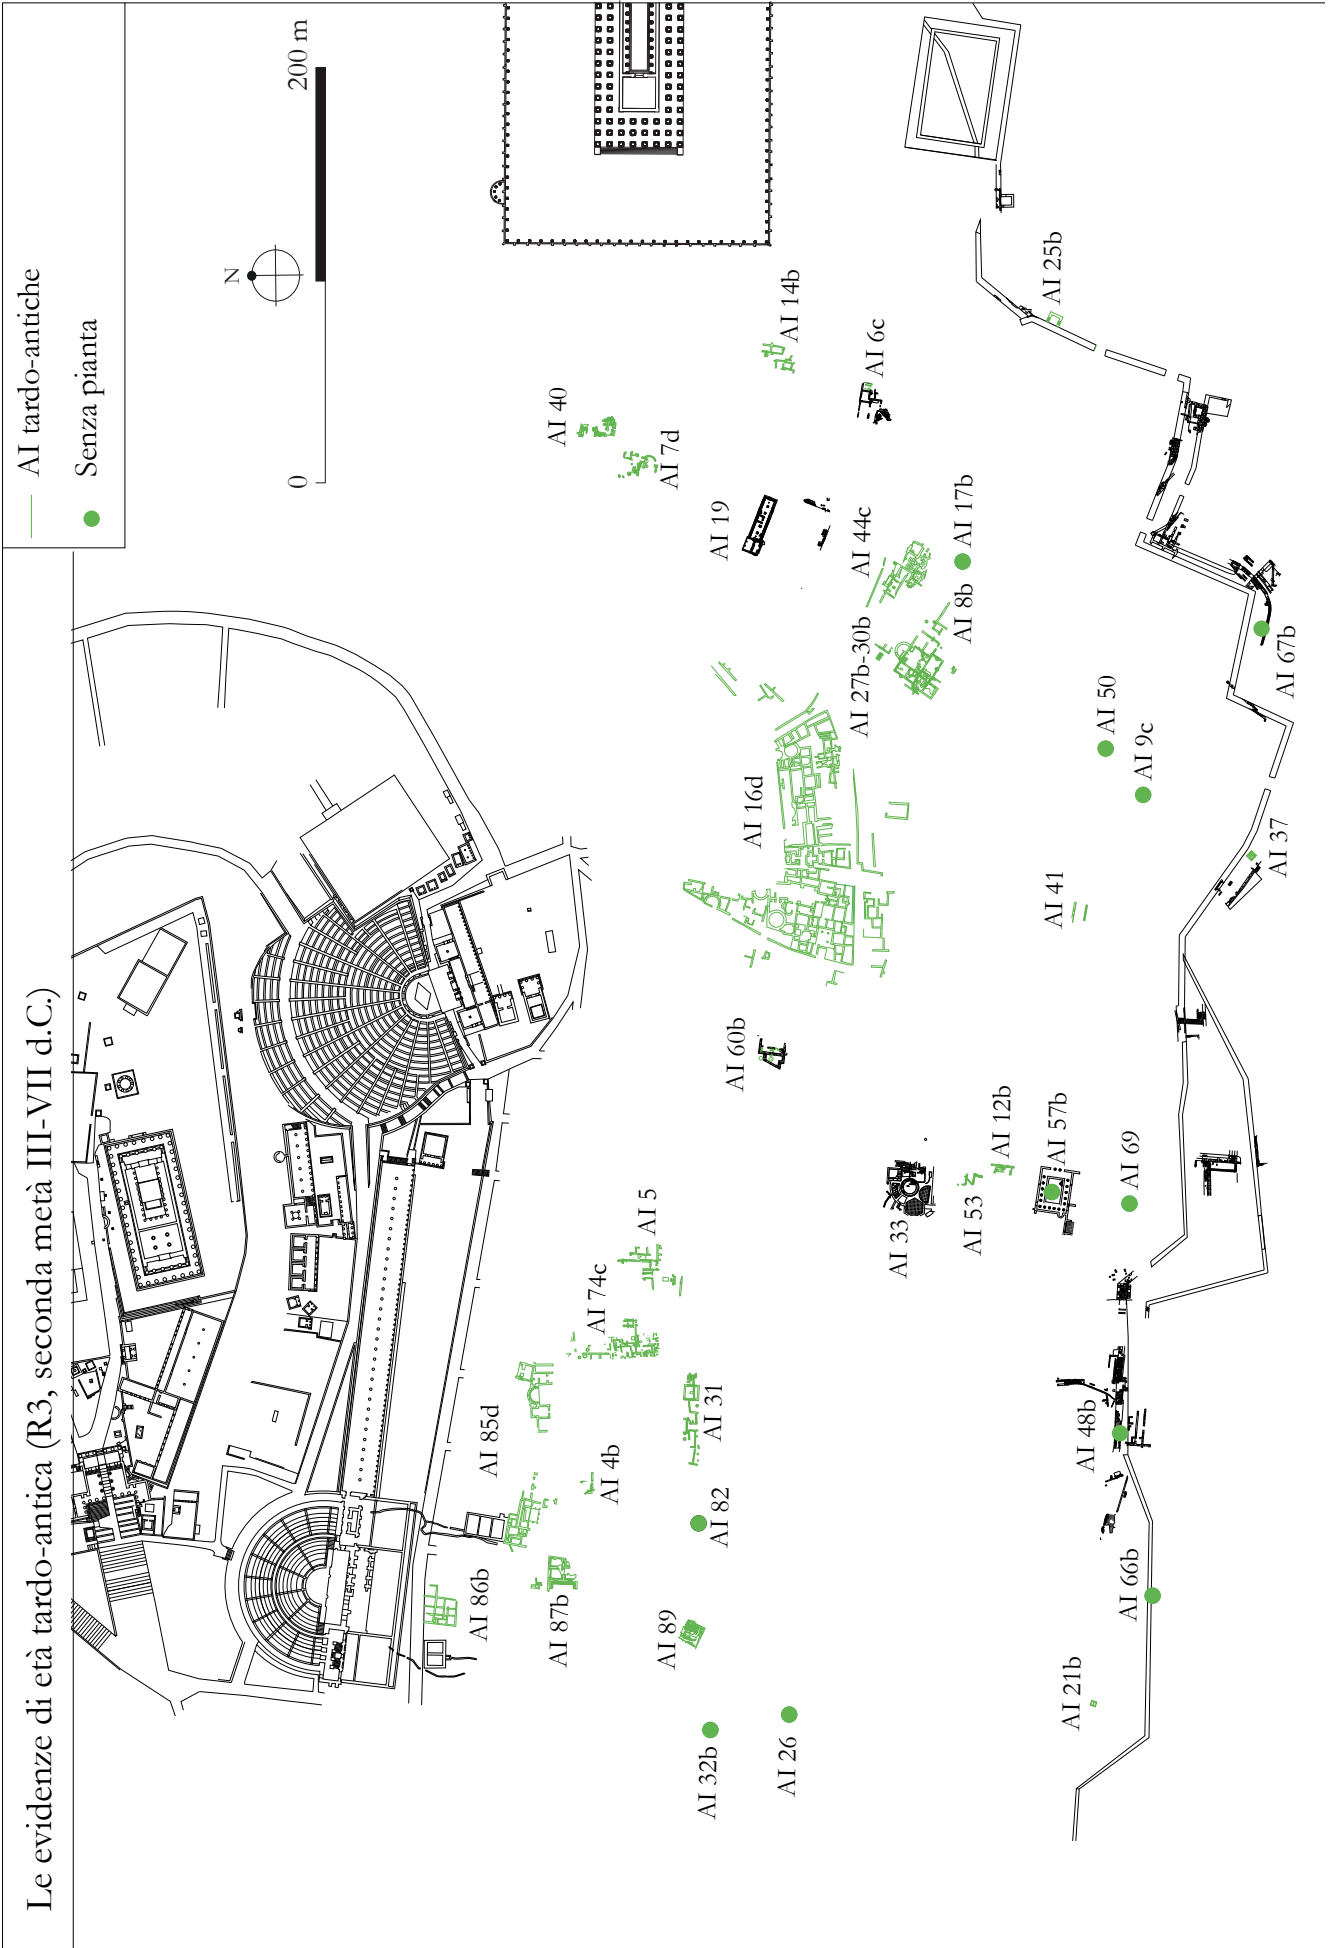 Le evidenze di età tardo-antica (R3, seconda metà III-VII d.C.)
AI tardo-antiche
Senza pianta
N
0
200 m
AI 85d
AI 86b
AI 87b
AI 4b
AI 74c
AI 5
AI 40
AI 7d
AI 14b
AI 6c
AI 19
AI 44c
AI 17b
AI 8b
AI 27b-30b
AI 16d
AI 60b
AI 31
AI 82
AI 89
AI 32b
AI 26
AI 33
AI 53
AI 12b
AI 57b
AI 69
AI 41
AI 50
AI 9c
AI 37
AI 67b
AI 25b
AI 48b
AI 66b
AI 21b